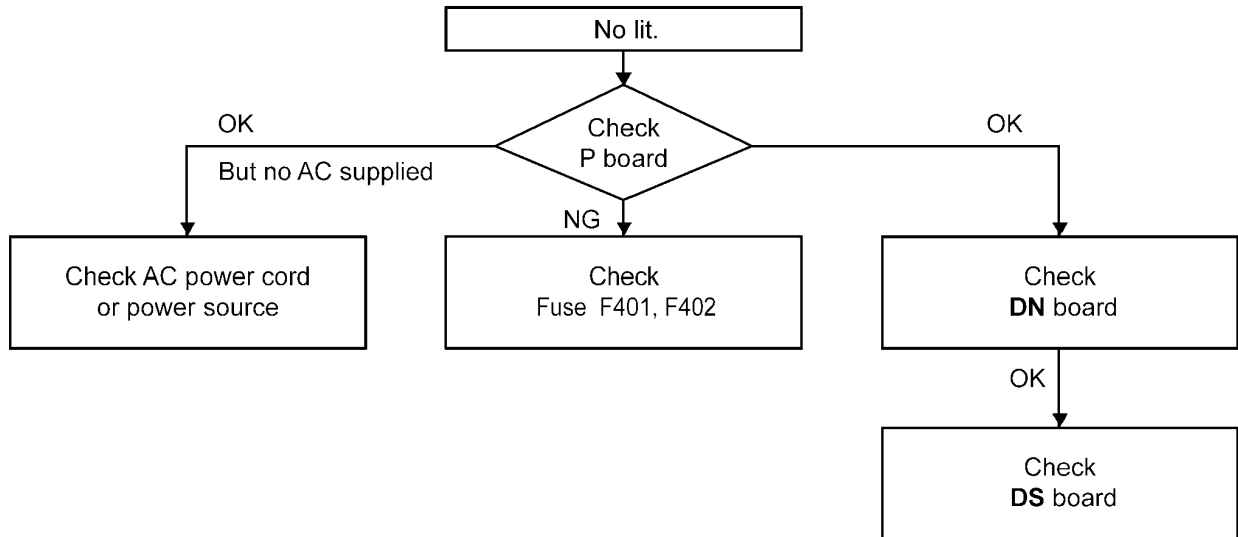 No lit.
Check
P board
OK
But no AC supplied
OK
NG
Check AC power cord
or power source
Check
Fuse F401, F402
Check
DN board
OK
Check
DS board